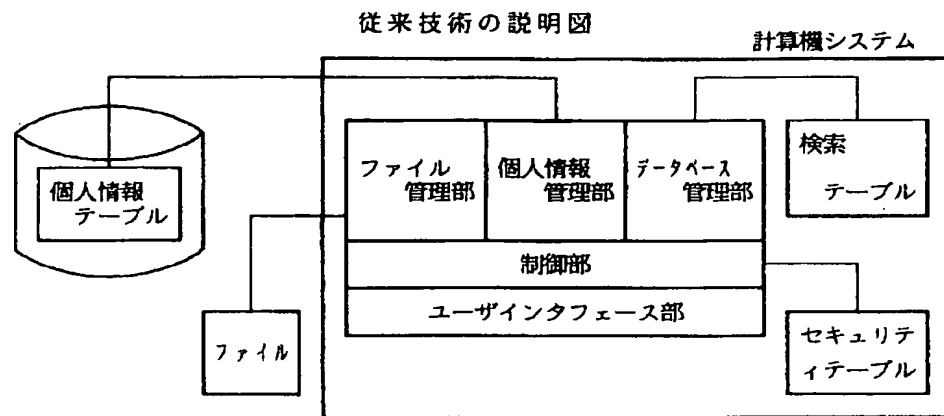 従来技術の説明図
計算機システム
個人情報
テーブル
ファイル
管理部
個人情報
管理部
データベース
管理部
検索
テーブル
制御部
ユーザインタフェース部
ファイル
セキュリテ
ィテーブル